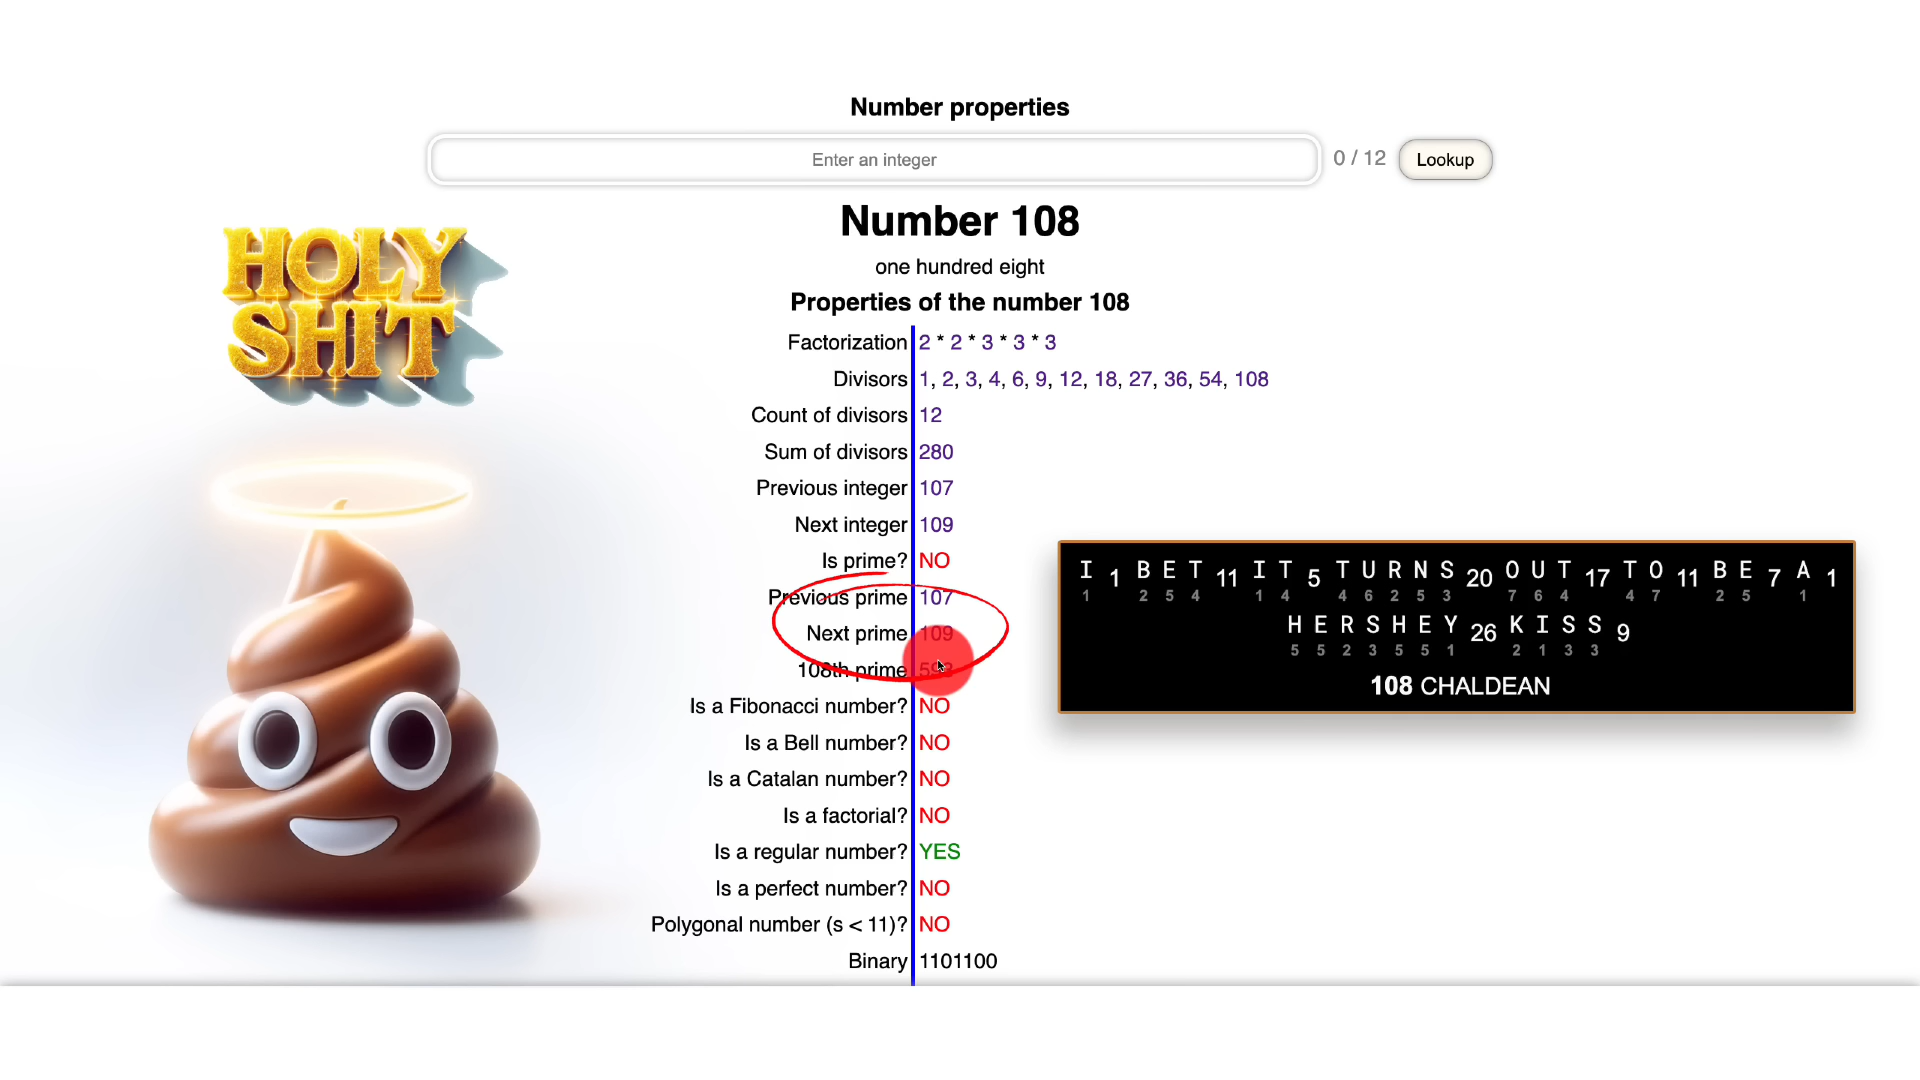 Number properties
Enter an integer
0 / 12
Lookup
HOLY
SHIT
Number 108
one hundred eight
Properties of the number 108
Factorization 2 * 2 * 3 * 3 * 3
Divisors 1, 2, 3, 4, 6, 9, 12, 18, 27, 36, 54, 108
Count of divisors 12
Sum of divisors 280
Previous integer 107
Next integer 109
Is prime? NO
Previous prime 107
Next prime 109
108th prime 593
Is a Fibonacci number? NO
Is a Bell number? NO
Is a Catalan number? NO
Is a factorial? NO
Is a regular number? YES
Is a perfect number? NO
Polygonal number (s < 11)? NO
Binary 1101100
I 1 BET 11 IT 5 TURNS 20 OUT 17 TO 11 BE 7 A 1
1 2 5 4 1 4 4 6 2 5 3 7 6 4 4 7 2 5 1
HERSHEY 26 KISS 9
5 5 2 3 5 5 1 2 1 3 3
108 CHALDEAN